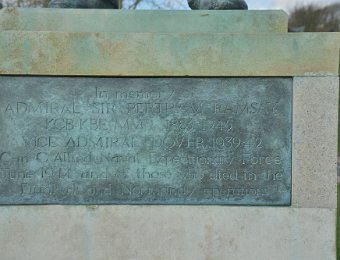 In memory of
ADMIRAL SIR BERTRAM RAMSAY
KCB KBE MVO 1883-1945
VICE ADMIRAL DOVER 1939-42
C-in-C Allied Naval Expeditionary Force
June 1944 and of those who died in the
Dunkirk and Normandy operations